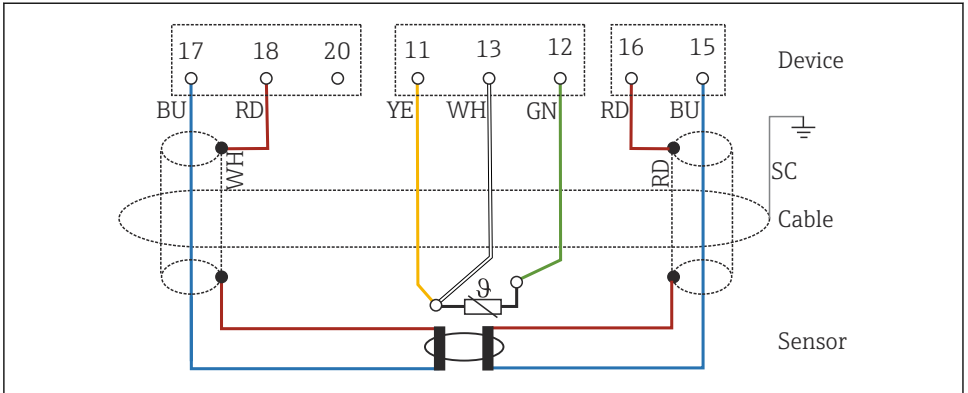 17 18 20 11 13 12 16 15
Device
BU RD YE WH GN RD BU
WH RD SC
Cable
ϑ
Sensor